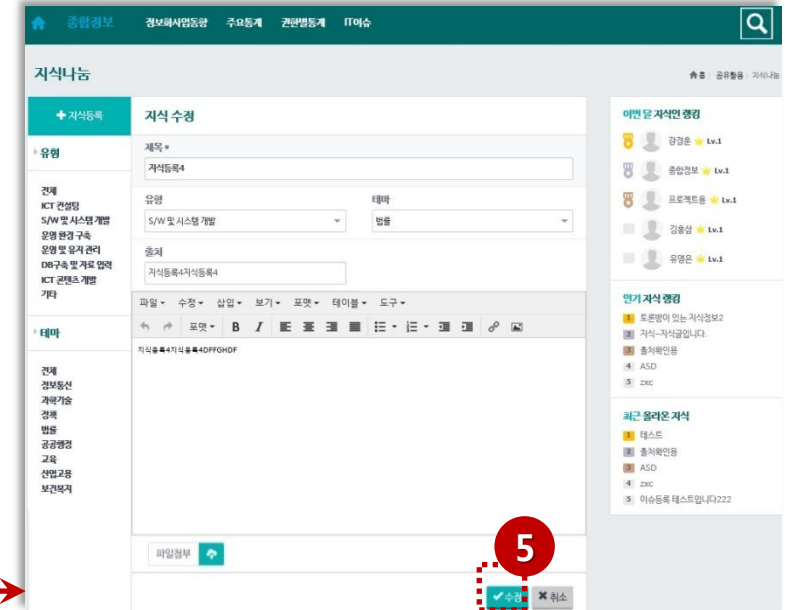 종합정보 정보화사업동향 주요통계 권한별통계 IT이슈
지식나눔
홈 공유활용 지식나눔
+ 지식등록
유형
전체
ICT 컨설팅
S/W 및 시스템 개발
운영 환경 구축
운영 및 유지 관리
DB구축 및 자료 입력
ICT 콘텐츠 개발
기타
테마
전체
정보통신
과학기술
정책
법률
공공행정
교육
산업고용
보건복지
지식 수정
제목 *
지식등록4
유형 테마
S/W 및 시스템 개발 법률
출처
지식등록4지식등록4
파일 수정 삽입 보기 포맷 테이블 도구
포맷 B I
지식등록4지식등록4DFFGHDF
파일첨부
5
수정 취소
이번 달 지식인 랭킹
강경훈 Lv.1
종합정보 Lv.1
프로젝트용 Lv.1
김용삼 Lv.1
유영은 Lv.1
인기 지식 랭킹
1 토론방이 있는 지식정보2
2 지식-지식글입니다.
3 출처확인용
4 ASD
5 zxc
최근 올라온 지식
1 테스트
2 출처확인용
3 ASD
4 zxc
5 이슈등록 테스트입니다222